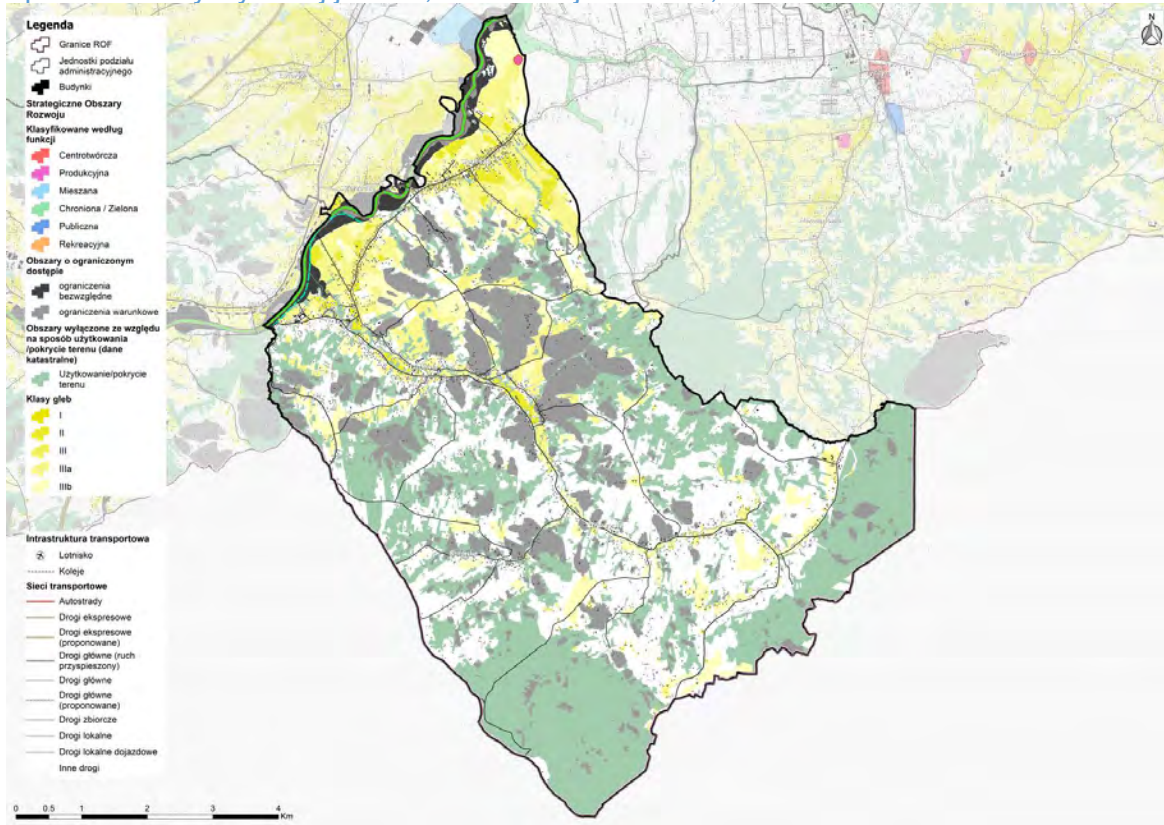 Legenda
Granice ROF
Jednostki podziału
administracyjnego
Budynki
Strategiczne Obszary
Rozwoju
Klasyfikowane według
funkcji
Centrotwórcza
Produkcyjna
Mieszana
Chroniona / Zielona
Publiczna
Rekreacyjna
Obszary o ograniczonym
dostępie
ograniczenia
bezwzględne
ograniczenia warunkowe
Obszary wyłączone ze względu
na sposób użytkowania
/pokrycie terenu (dane
katastralne)
Użytkowanie/pokrycie
terenu
Klasy gleb
I
II
III
IIIa
IIIb
Intrastruktura transportowa
Lotnisko
Koleje
Sieci transportowe
Autostrady
Drogi ekspresowe
Drogi ekspresowe
(proponowane)
Drogi główne (ruch
przyspieszony)
Drogi główne
Drogi główne
(proponowane)
Drogi zbiorcze
Drogi lokalne
Drogi lokalne dojazdowe
Inne drogi
0 0.5 1 2 3 4
Km
N